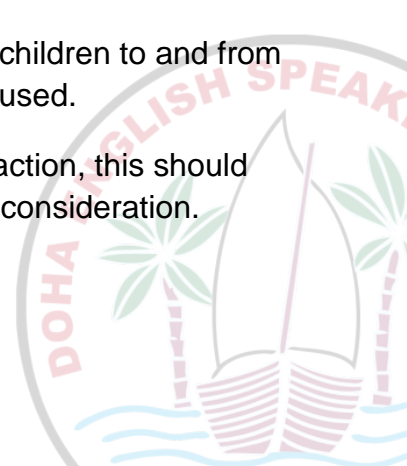 children to and from
used.
action, this should
consideration.
DOHA ENGLISH SPEAK